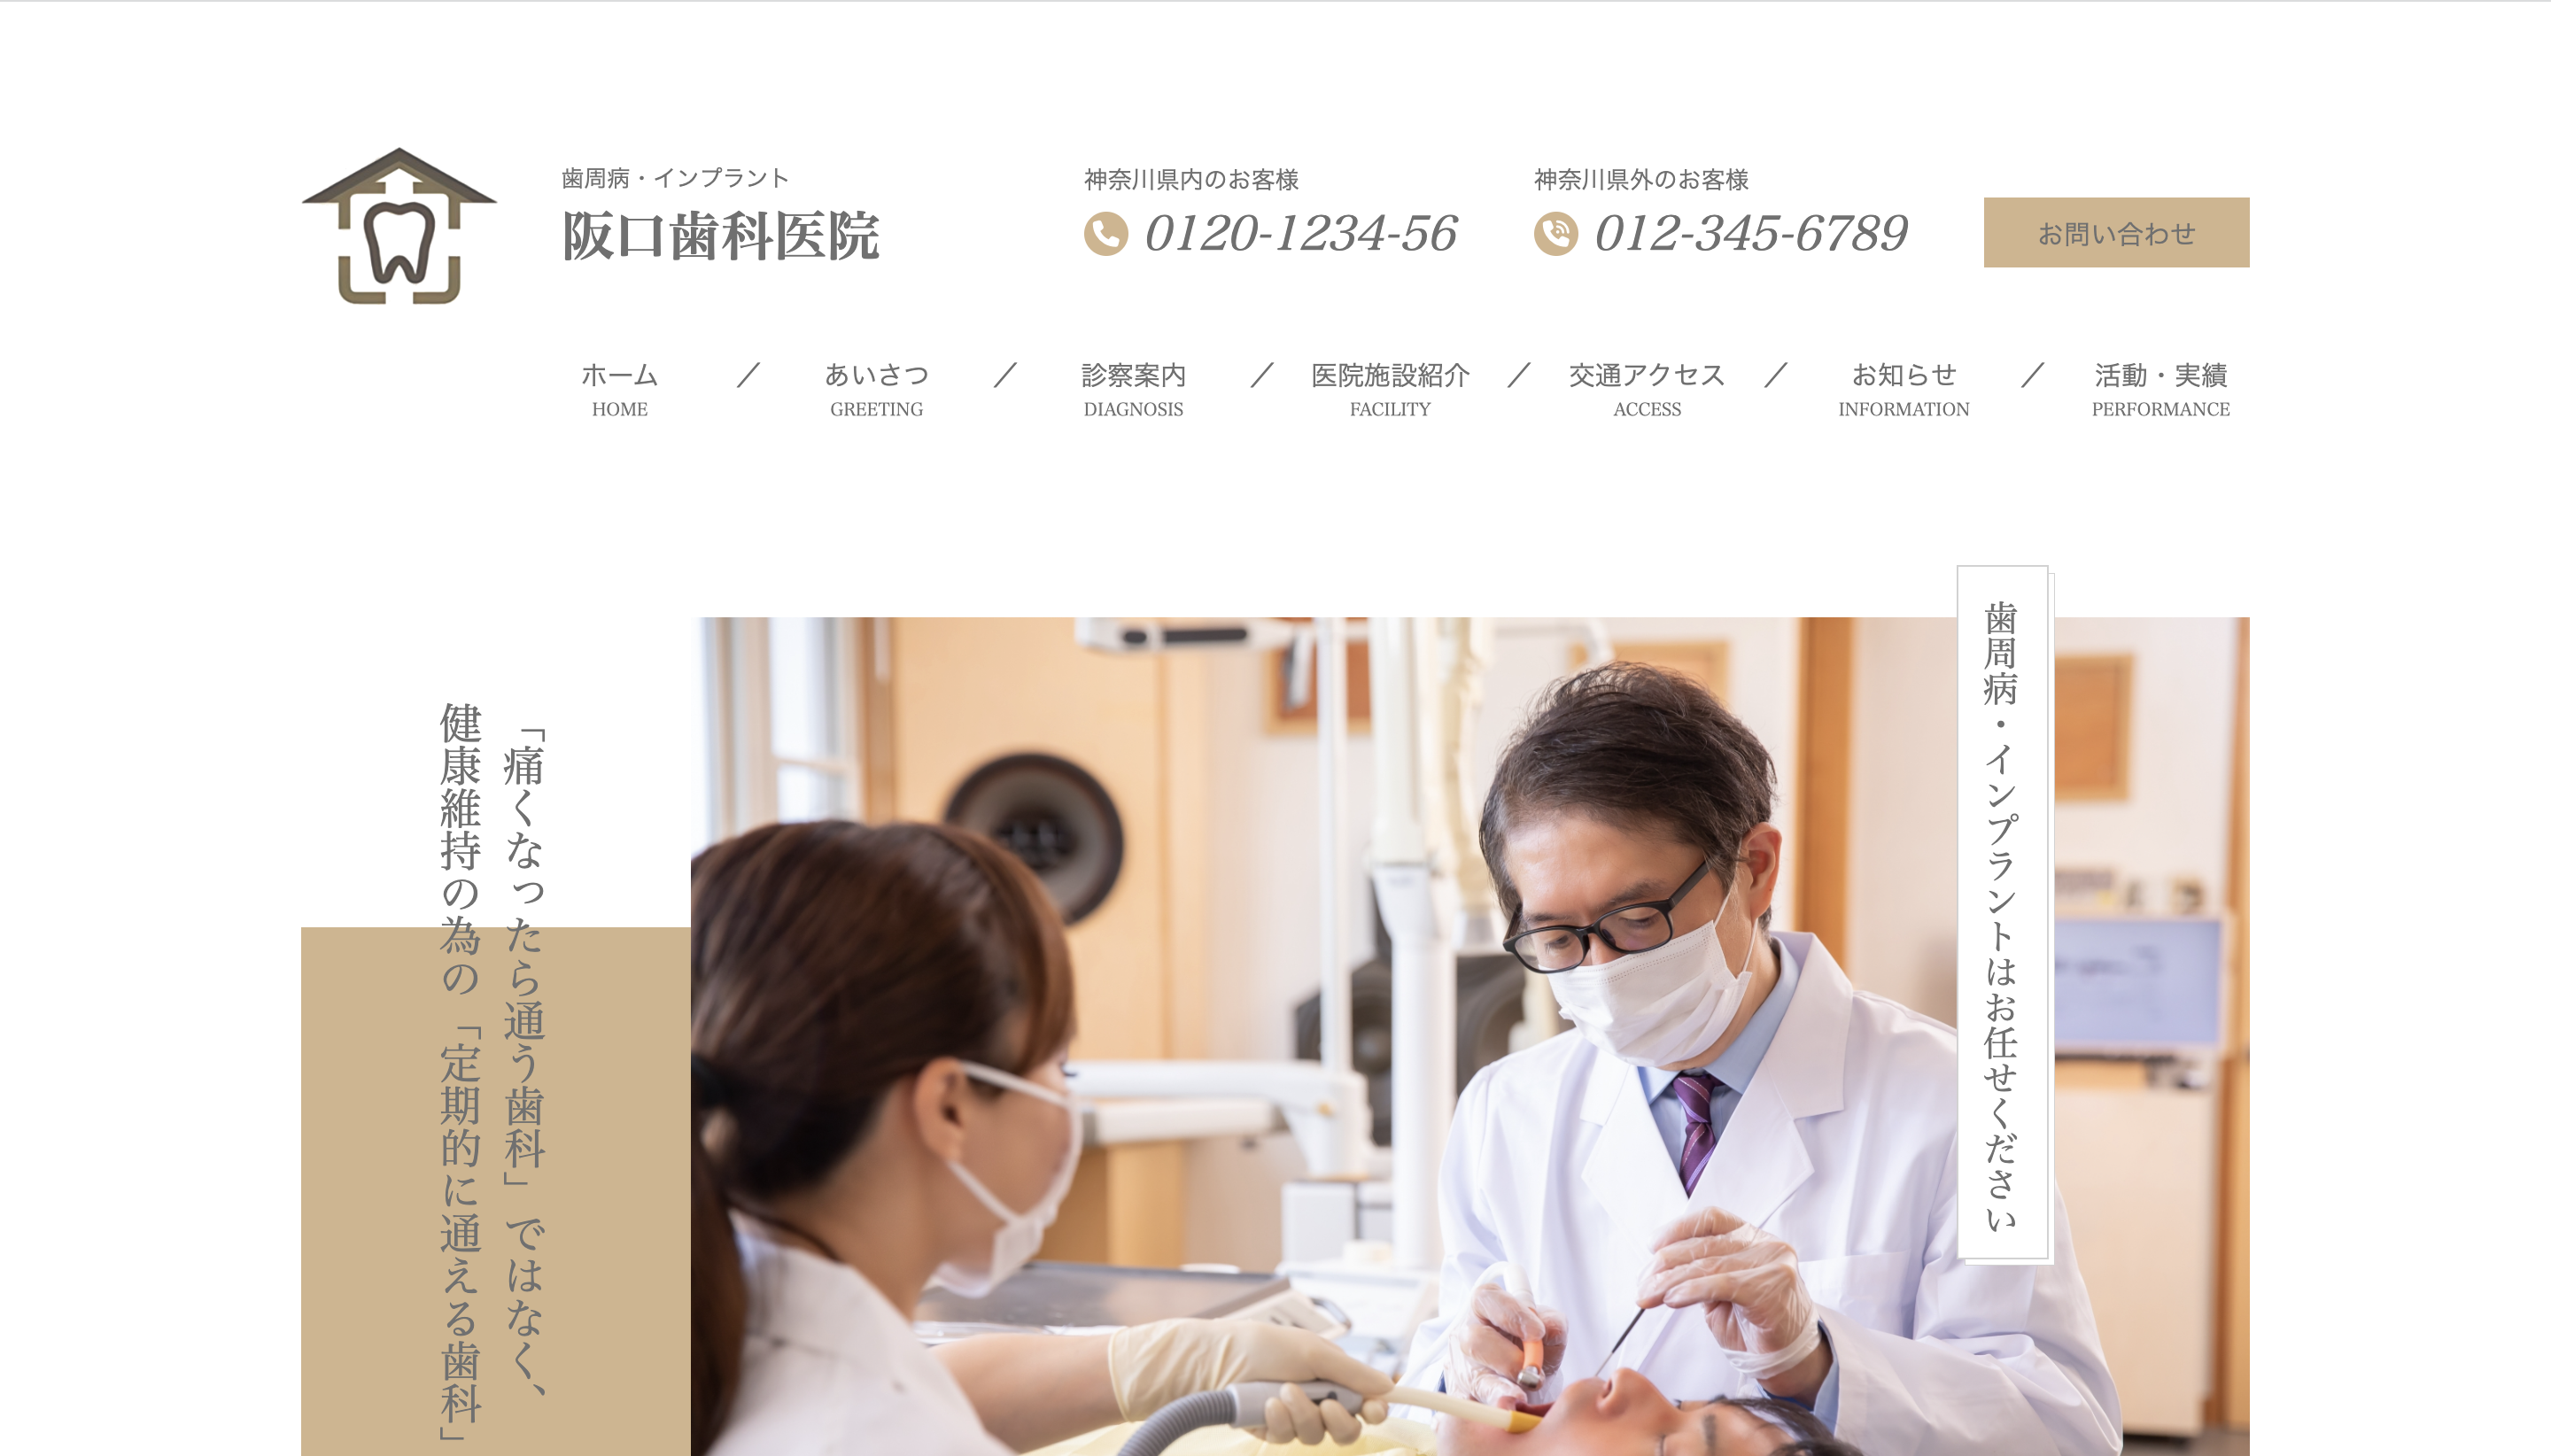 歯周病・インプラント
阪口歯科医院
神奈川県内のお客様
0120-1234-56
神奈川県外のお客様
012-345-6789
お問い合わせ
ホーム
HOME
／
あいさつ
GREETING
／
診察案内
DIAGNOSIS
／
医院施設紹介
FACILITY
／
交通アクセス
ACCESS
／
お知らせ
INFORMATION
／
活動・実績
PERFORMANCE
歯周病・インプラントはお任せください
「痛くなったら通う歯科」ではなく、
健康維持の為の「定期的に通える歯科」